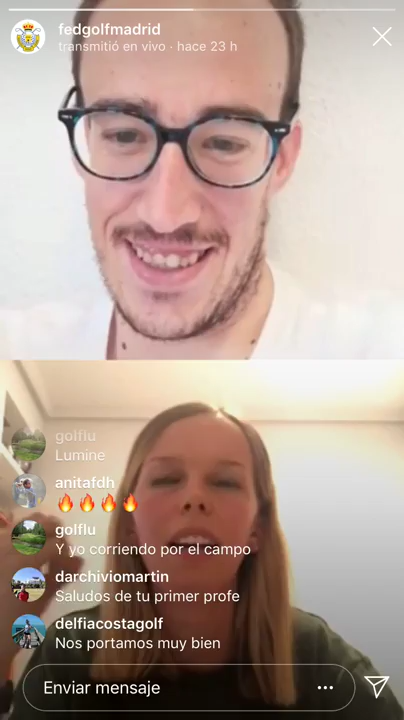 fedgolfmadrid
transmitió en vivo · hace 23 h
golflu
Lumine
anitafdh
🔥🔥🔥🔥
golflu
Y yo corriendo por el campo
darchiviomartin
Saludos de tu primer profe
delfiacostagolf
Nos portamos muy bien
Enviar mensaje